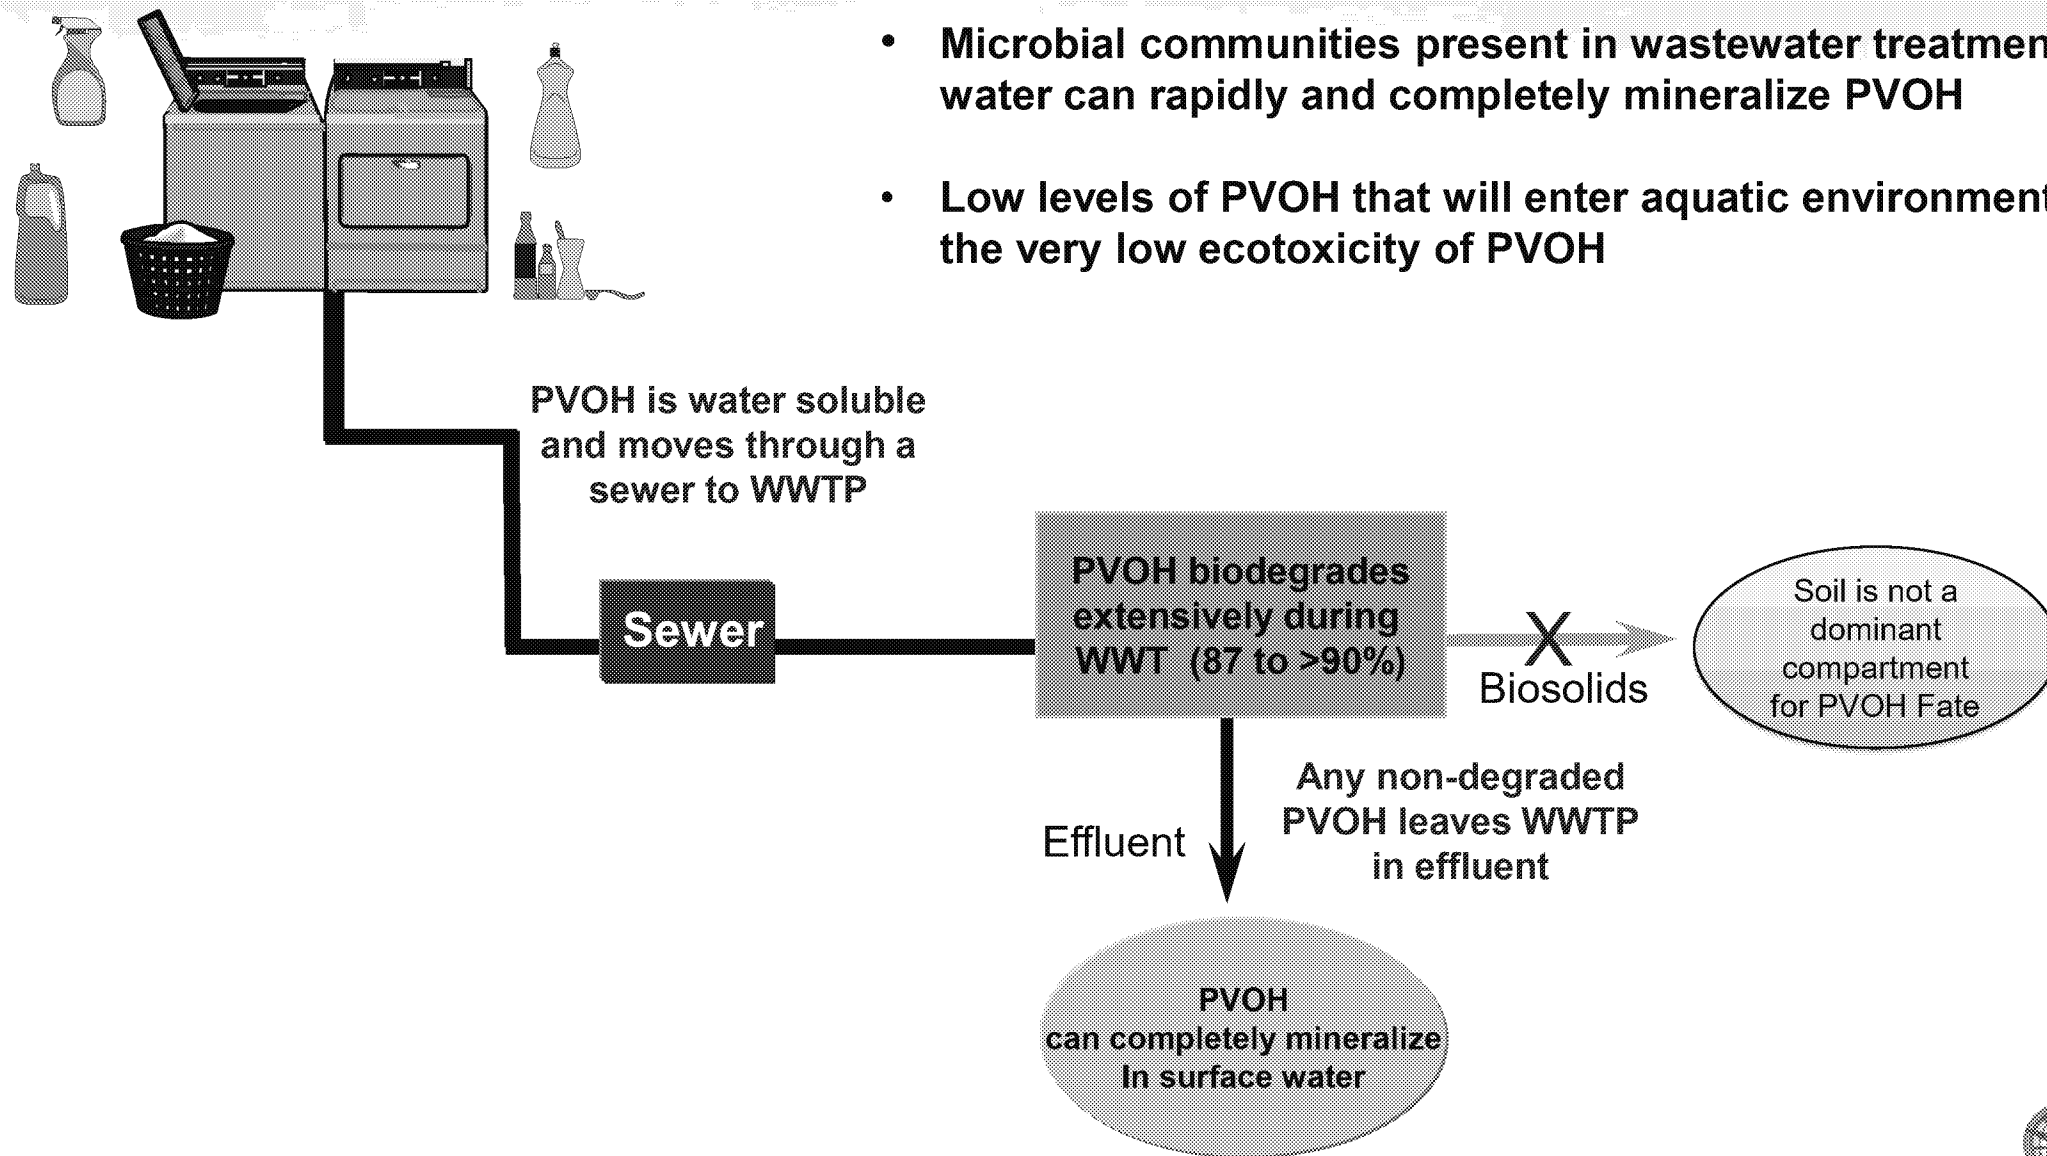 • Microbial communities present in wastewater treatmen
water can rapidly and completely mineralize PVOH
• Low levels of PVOH that will enter aquatic environment
the very low ecotoxicity of PVOH
PVOH is water soluble
and moves through a
sewer to WWTP
Sewer
PVOH biodegrades
extensively during
WWT (87 to >90%)
X
Biosolids
Soil is not a
dominant
compartment
for PVOH Fate
Effluent
Any non-degraded
PVOH leaves WWTP
in effluent
PVOH
can completely mineralize
In surface water